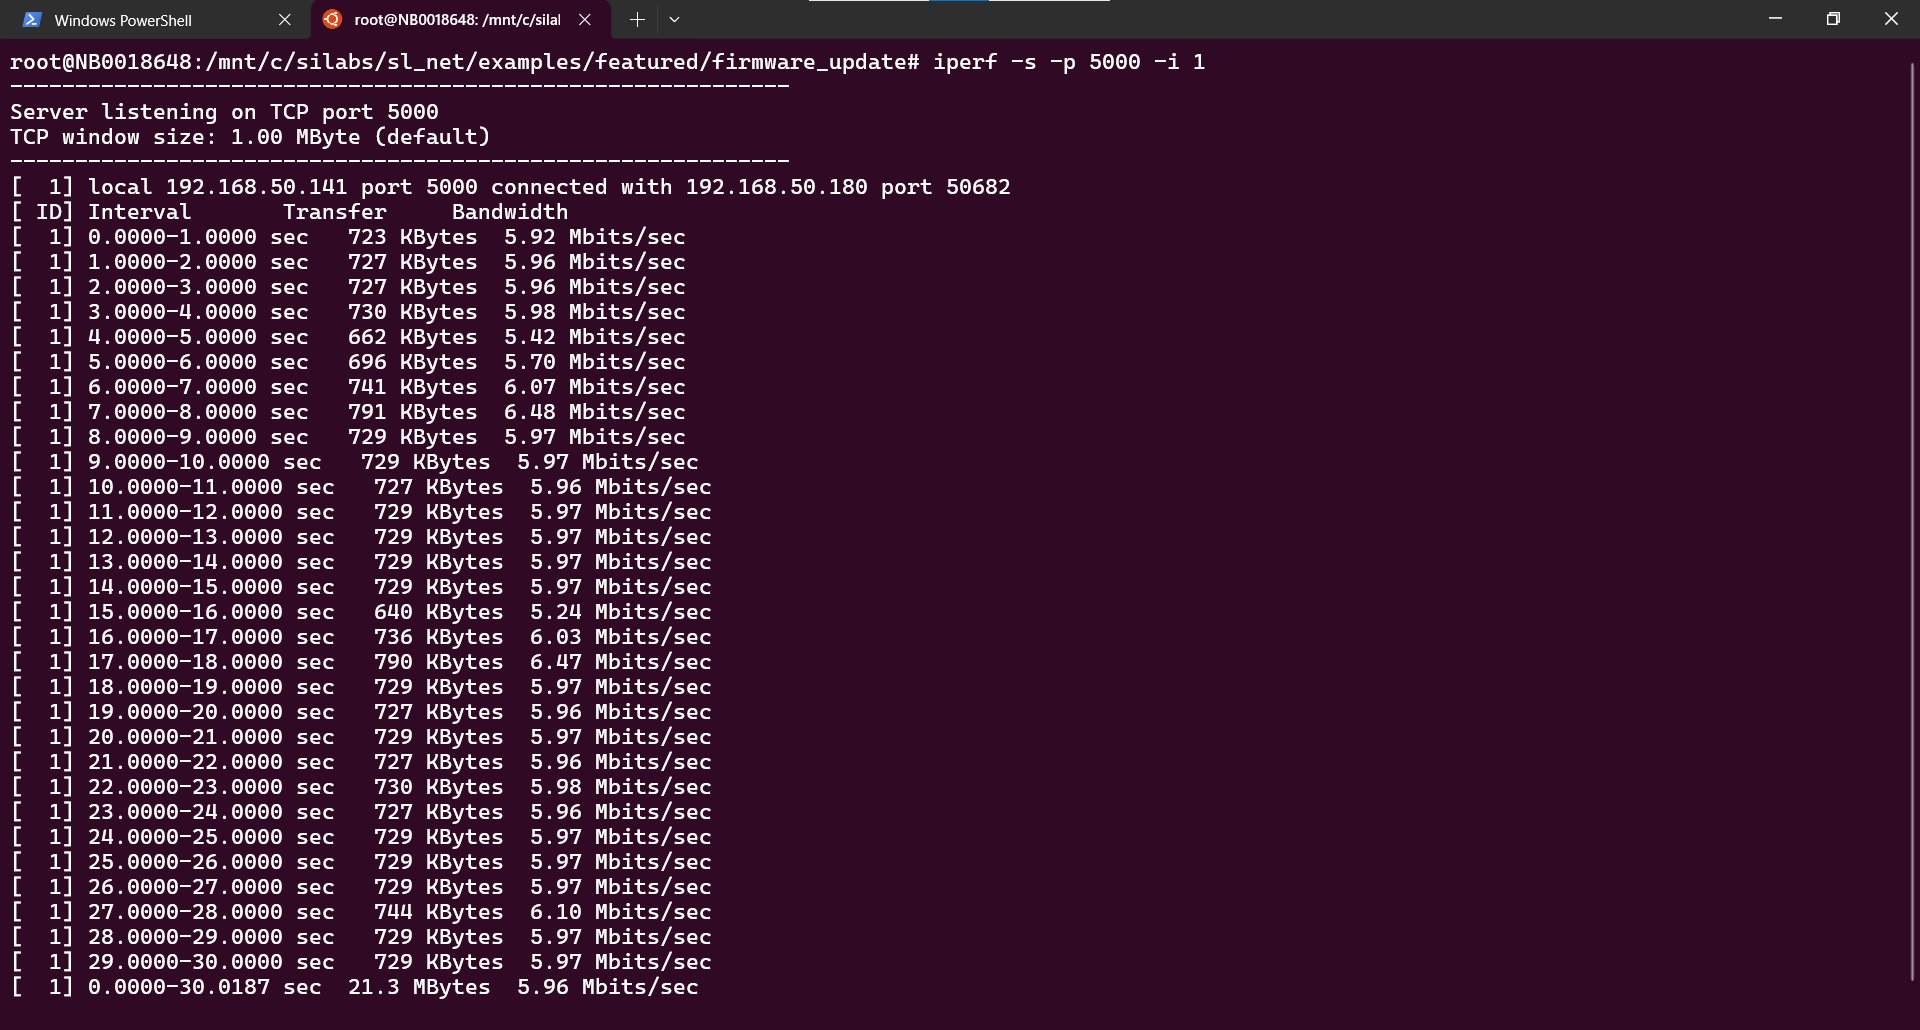 Windows PowerShell
root@NB0018648: /mnt/c/silal
root@NB0018648:/mnt/c/silabs/sl_net/examples/featured/firmware_update# iperf -s -p 5000 -i 1
------------------------------------------------------------
Server listening on TCP port 5000
TCP window size: 1.00 MByte (default)
------------------------------------------------------------
[  1] local 192.168.50.141 port 5000 connected with 192.168.50.180 port 50682
[ ID] Interval       Transfer     Bandwidth
[  1] 0.0000-1.0000 sec   723 KBytes  5.92 Mbits/sec
[  1] 1.0000-2.0000 sec   727 KBytes  5.96 Mbits/sec
[  1] 2.0000-3.0000 sec   727 KBytes  5.96 Mbits/sec
[  1] 3.0000-4.0000 sec   730 KBytes  5.98 Mbits/sec
[  1] 4.0000-5.0000 sec   662 KBytes  5.42 Mbits/sec
[  1] 5.0000-6.0000 sec   696 KBytes  5.70 Mbits/sec
[  1] 6.0000-7.0000 sec   741 KBytes  6.07 Mbits/sec
[  1] 7.0000-8.0000 sec   791 KBytes  6.48 Mbits/sec
[  1] 8.0000-9.0000 sec   729 KBytes  5.97 Mbits/sec
[  1] 9.0000-10.0000 sec   729 KBytes  5.97 Mbits/sec
[  1] 10.0000-11.0000 sec   727 KBytes  5.96 Mbits/sec
[  1] 11.0000-12.0000 sec   729 KBytes  5.97 Mbits/sec
[  1] 12.0000-13.0000 sec   729 KBytes  5.97 Mbits/sec
[  1] 13.0000-14.0000 sec   729 KBytes  5.97 Mbits/sec
[  1] 14.0000-15.0000 sec   729 KBytes  5.97 Mbits/sec
[  1] 15.0000-16.0000 sec   640 KBytes  5.24 Mbits/sec
[  1] 16.0000-17.0000 sec   736 KBytes  6.03 Mbits/sec
[  1] 17.0000-18.0000 sec   790 KBytes  6.47 Mbits/sec
[  1] 18.0000-19.0000 sec   729 KBytes  5.97 Mbits/sec
[  1] 19.0000-20.0000 sec   727 KBytes  5.96 Mbits/sec
[  1] 20.0000-21.0000 sec   729 KBytes  5.97 Mbits/sec
[  1] 21.0000-22.0000 sec   727 KBytes  5.96 Mbits/sec
[  1] 22.0000-23.0000 sec   730 KBytes  5.98 Mbits/sec
[  1] 23.0000-24.0000 sec   727 KBytes  5.96 Mbits/sec
[  1] 24.0000-25.0000 sec   729 KBytes  5.97 Mbits/sec
[  1] 25.0000-26.0000 sec   729 KBytes  5.97 Mbits/sec
[  1] 26.0000-27.0000 sec   729 KBytes  5.97 Mbits/sec
[  1] 27.0000-28.0000 sec   744 KBytes  6.10 Mbits/sec
[  1] 28.0000-29.0000 sec   729 KBytes  5.97 Mbits/sec
[  1] 29.0000-30.0000 sec   729 KBytes  5.97 Mbits/sec
[  1] 0.0000-30.0187 sec  21.3 MBytes  5.96 Mbits/sec